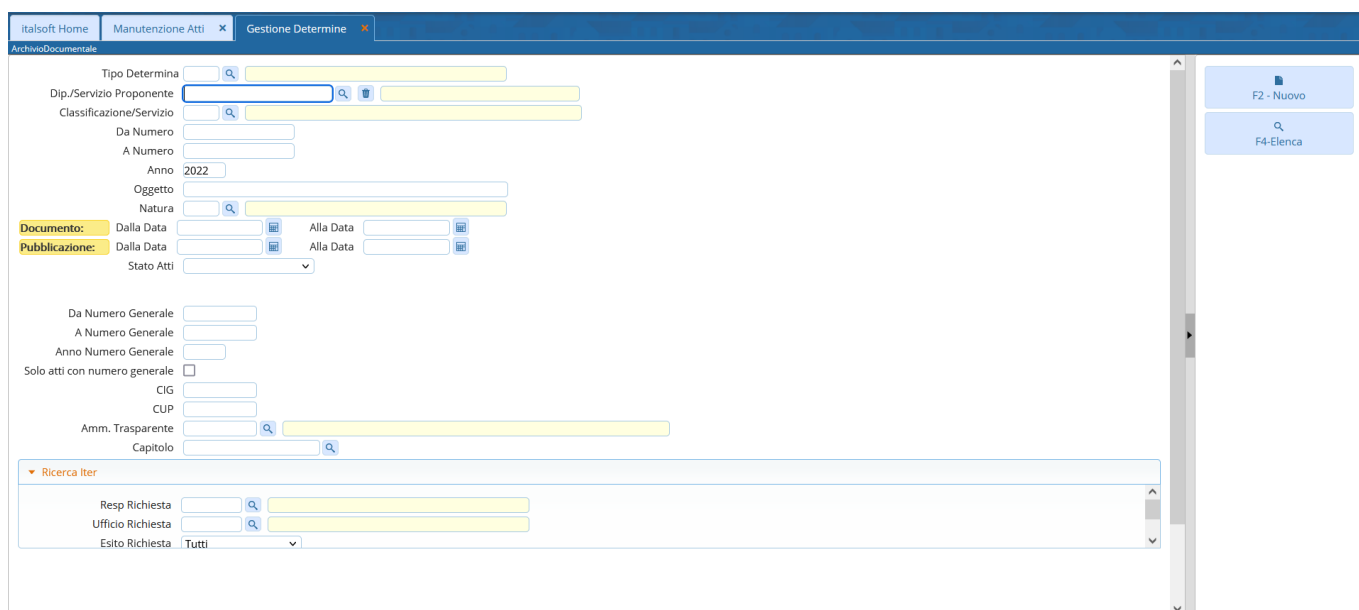 italsoft Home Manutenzione Atti × Gestione Determine ×
ArchivioDocumentale
Tipo Determina
Dip./Servizio Proponente
F2 - Nuovo
Classificazione/Servizio
Da Numero
F4-Elenca
A Numero
Anno 2022
Oggetto
Natura
Documento: Dalla Data Alla Data
Pubblicazione: Dalla Data Alla Data
Stato Atti
Da Numero Generale
A Numero Generale
Anno Numero Generale
Solo atti con numero generale
CIG
CUP
Amm. Trasparente
Capitolo
Ricerca Iter
Resp Richiesta
Ufficio Richiesta
Esito Richiesta Tutti